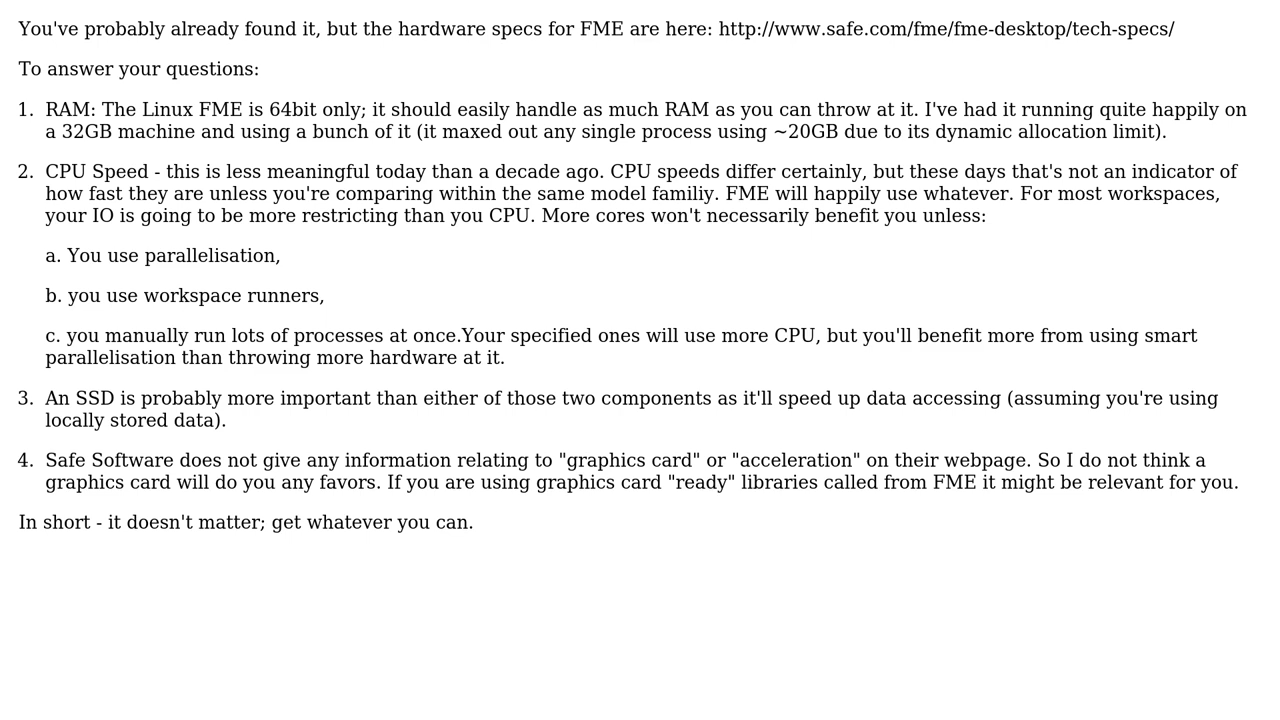 You've probably already found it, but the hardware specs for FME are here: http://www.safe.com/fme/fme-desktop/tech-specs/
To answer your questions:
1. RAM: The Linux FME is 64bit only; it should easily handle as much RAM as you can throw at it. I've had it running quite happily on
a 32GB machine and using a bunch of it (it maxed out any single process using ~20GB due to its dynamic allocation limit).
2. CPU Speed - this is less meaningful today than a decade ago. CPU speeds differ certainly, but these days that's not an indicator of
how fast they are unless you're comparing within the same model familiy. FME will happily use whatever. For most workspaces,
your IO is going to be more restricting than you CPU. More cores won't necessarily benefit you unless:
a. You use parallelisation,
b. you use workspace runners,
c. you manually run lots of processes at once.Your specified ones will use more CPU, but you'll benefit more from using smart
parallelisation than throwing more hardware at it.
3. An SSD is probably more important than either of those two components as it'll speed up data accessing (assuming you're using
locally stored data).
4. Safe Software does not give any information relating to "graphics card" or "acceleration" on their webpage. So I do not think a
graphics card will do you any favors. If you are using graphics card "ready" libraries called from FME it might be relevant for you.
In short - it doesn't matter; get whatever you can.